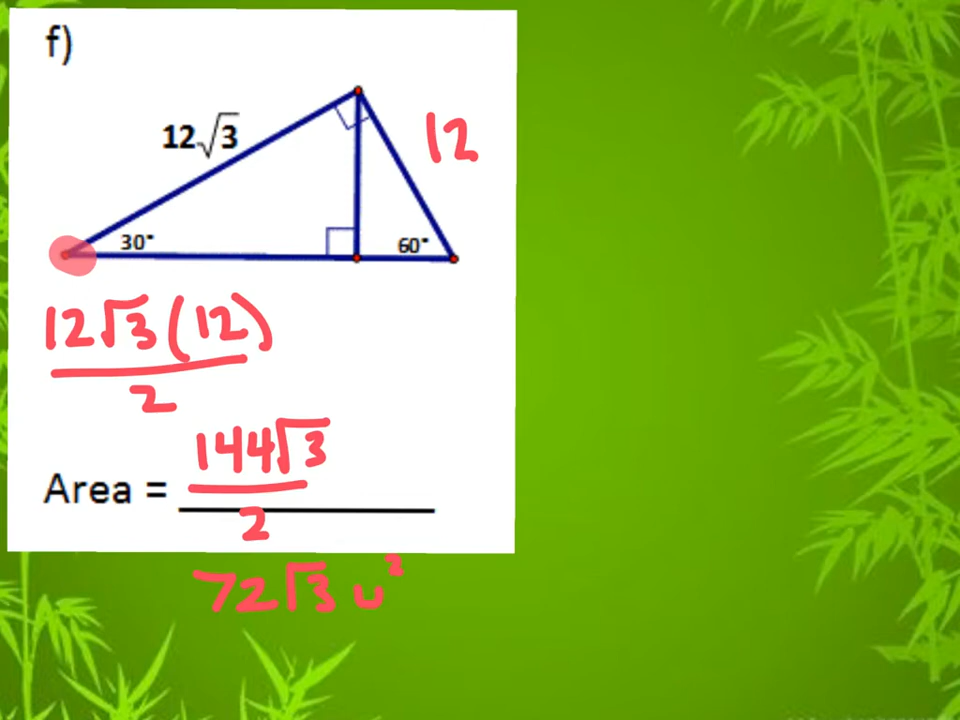 f)
12√3
12
30°
60°
12√3 (12)
2
144√3
Area =
2
72√3 u²